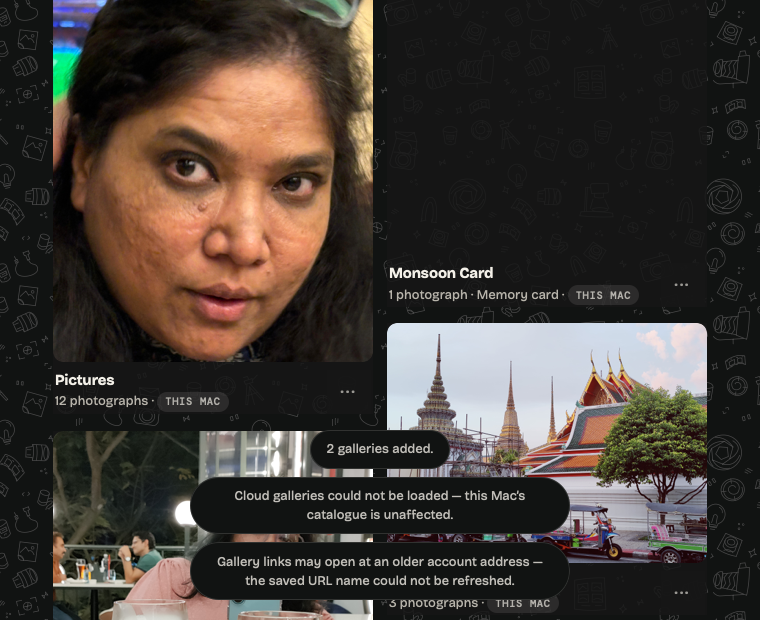 Monsoon Card
1 photograph · Memory card · THIS MAC
Pictures
12 photographs · THIS MAC
2 galleries added.
Cloud galleries could not be loaded — this Mac's
catalogue is unaffected.
Gallery links may open at an older account address —
the saved URL name could not be refreshed.
3 photographs · THIS MAC